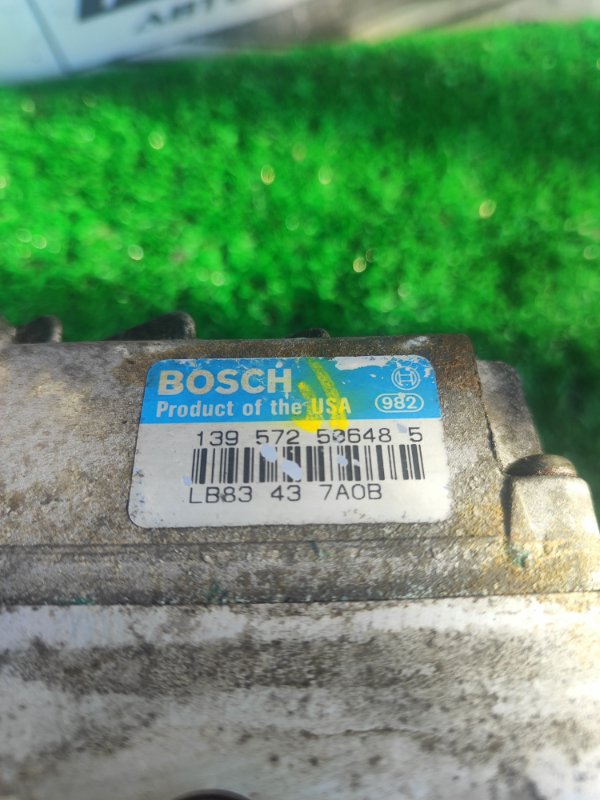 BOSCH
Product of the USA
982
139 572 50648 5
LB83 43 7A0B